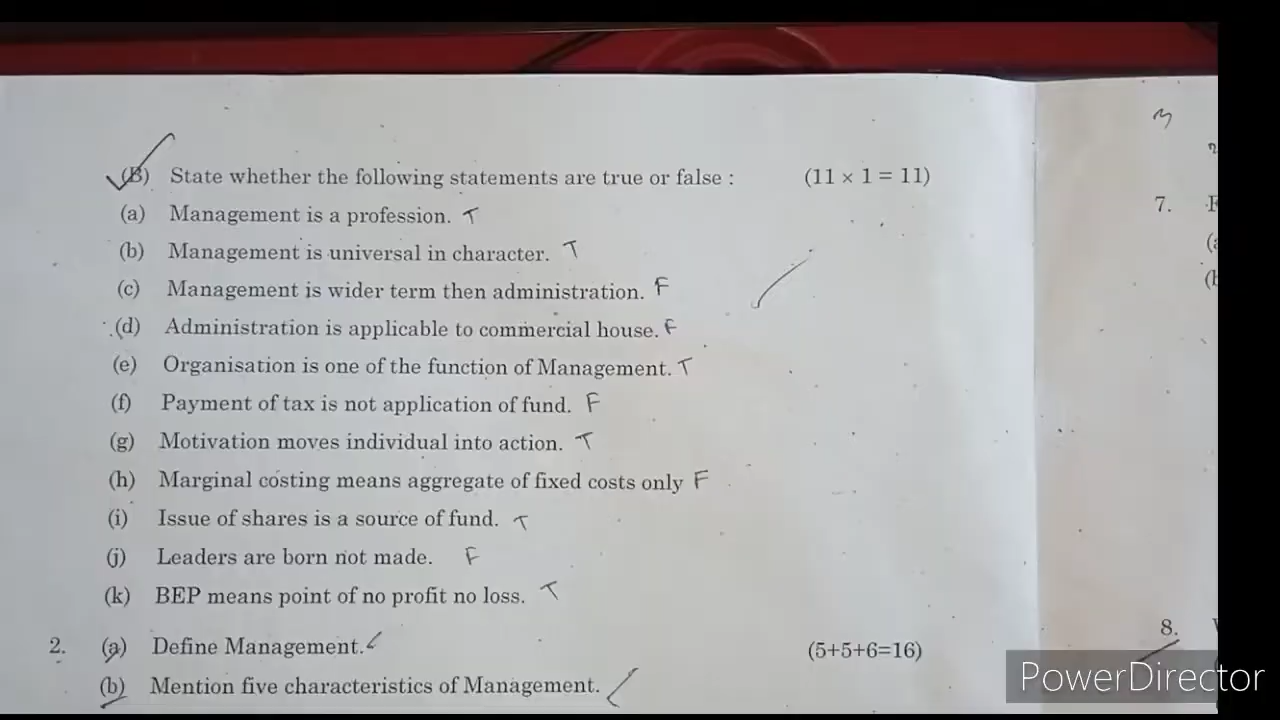 (B) State whether the following statements are true or false : (11 × 1 = 11)
(a) Management is a profession. T
(b) Management is universal in character. T
(c) Management is wider term then administration. F
(d) Administration is applicable to commercial house. F
(e) Organisation is one of the function of Management. T
(f) Payment of tax is not application of fund. F
(g) Motivation moves individual into action. T
(h) Marginal costing means aggregate of fixed costs only F
(i) Issue of shares is a source of fund. T
(j) Leaders are born not made. F
(k) BEP means point of no profit no loss. T
2. (a) Define Management. (5+5+6=16)
(b) Mention five characteristics of Management.
7.
8.
PowerDirector